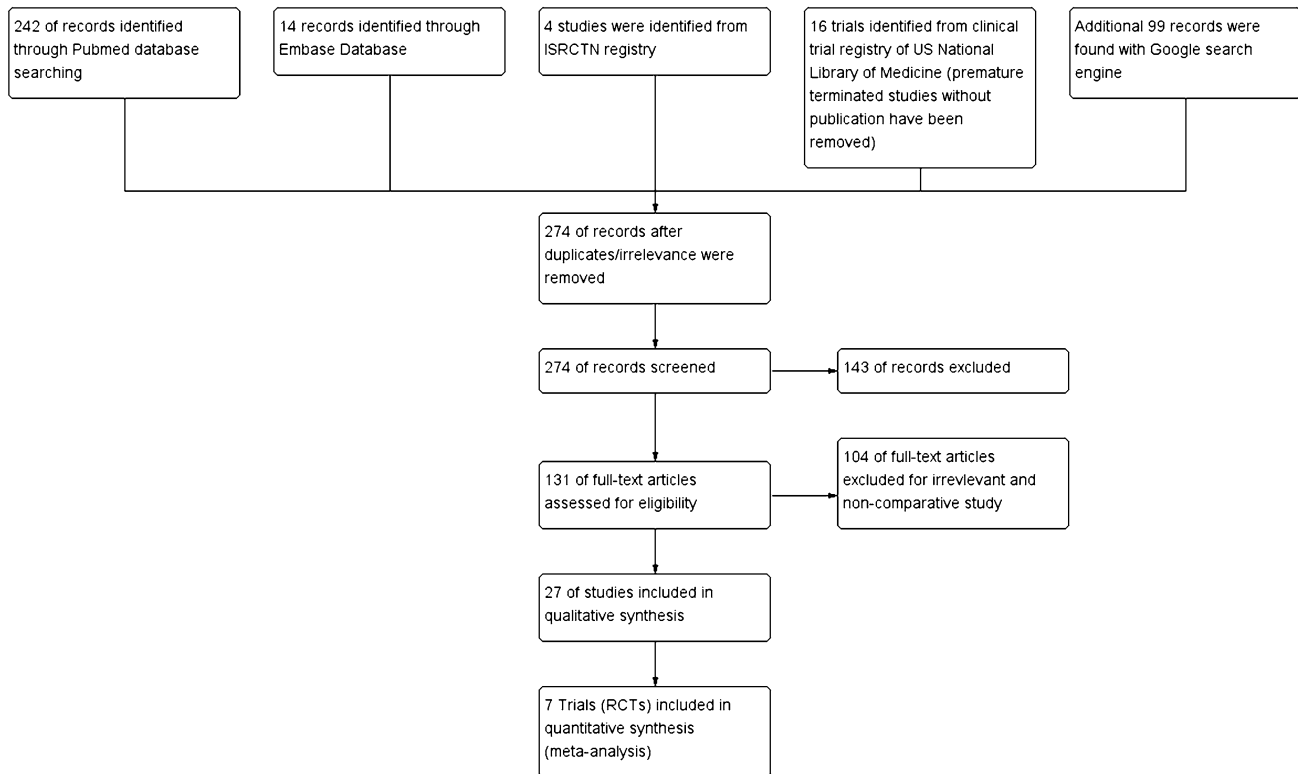 242 of records identified
through Pubmed database
searching
14 records identified through
Embase Database
4 studies were identified from
ISRCTN registry
16 trials identified from clinical
trial registry of US National
Library of Medicine (premature
terminated studies without
publication have been
removed)
Additional 99 records were
found with Google search
engine
274 of records after
duplicates/irrelevance were
removed
274 of records screened
143 of records excluded
131 of full-text articles
assessed for eligibility
104 of full-text articles
excluded for irrevlevant and
non-comparative study
27 of studies included in
qualitative synthesis
7 Trials (RCTs) included in
quantitative synthesis
(meta-analysis)